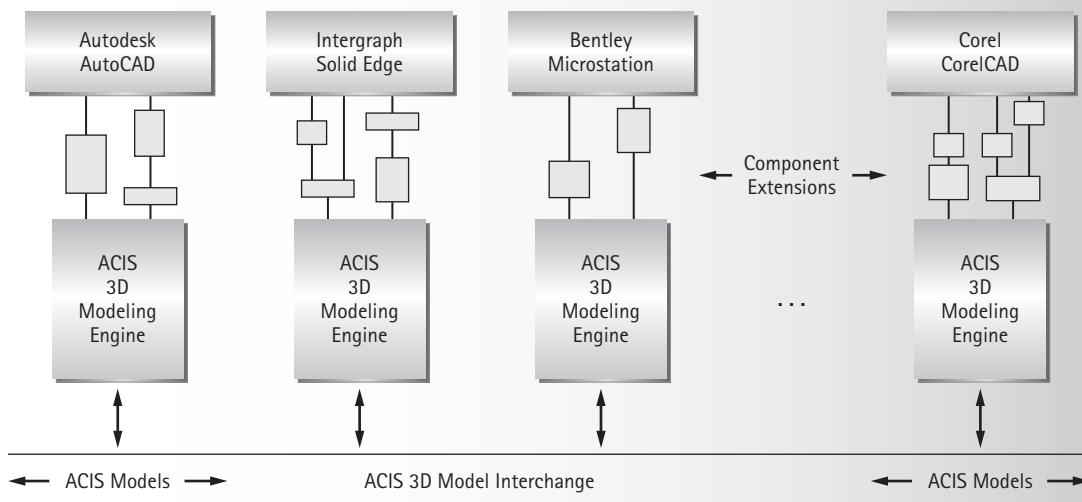 Autodesk
AutoCAD
Intergraph
Solid Edge
Bentley
Microstation
Corel
CorelCAD
Component
Extensions
ACIS
3D
Modeling
Engine
ACIS
3D
Modeling
Engine
ACIS
3D
Modeling
Engine
...
ACIS
3D
Modeling
Engine
ACIS Models
ACIS 3D Model Interchange
ACIS Models